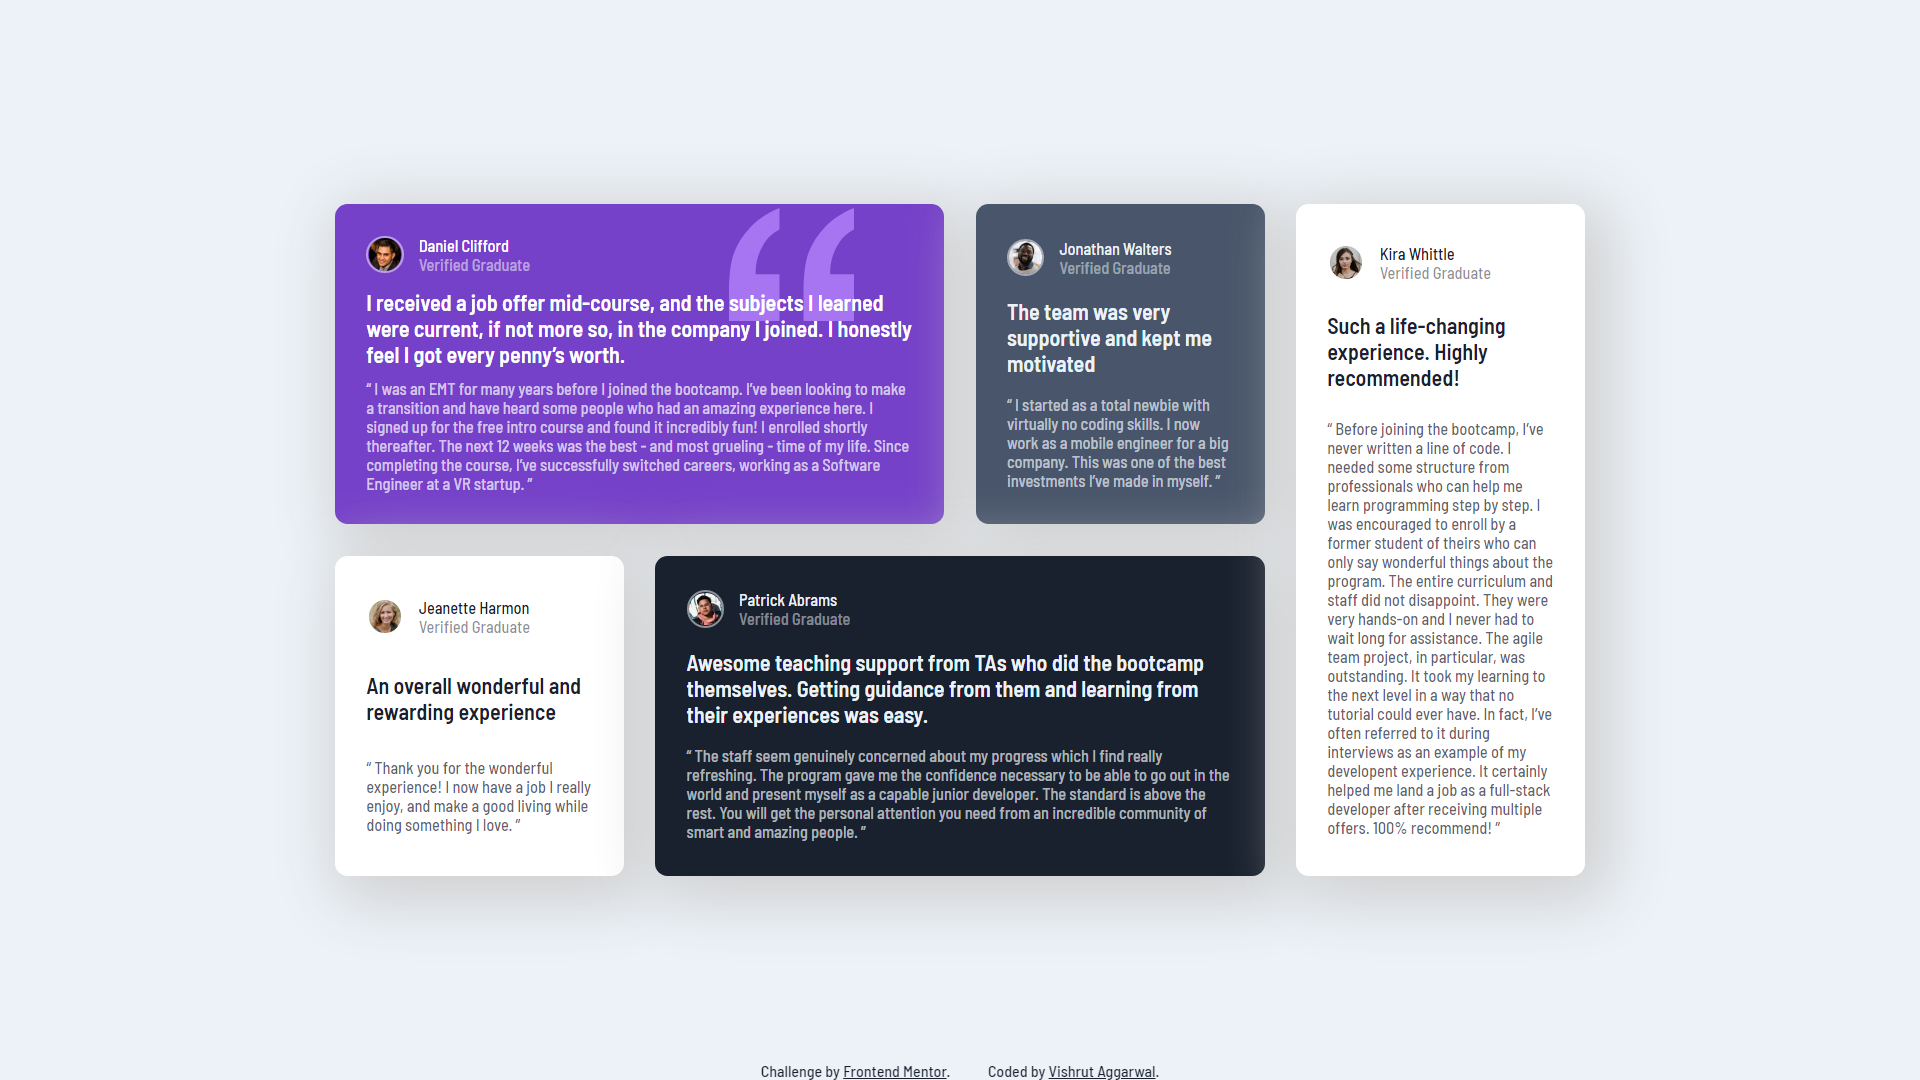 Daniel Clifford
Verified Graduate
I received a job offer mid-course, and the subjects I learned
were current, if not more so, in the company I joined. I honestly
feel I got every penny’s worth.
“ I was an EMT for many years before I joined the bootcamp. I’ve been looking to make
a transition and have heard some people who had an amazing experience here. I
signed up for the free intro course and found it incredibly fun! I enrolled shortly
thereafter. The next 12 weeks was the best - and most grueling - time of my life. Since
completing the course, I’ve successfully switched careers, working as a Software
Engineer at a VR startup. ”
Jonathan Walters
Verified Graduate
The team was very
supportive and kept me
motivated
“ I started as a total newbie with
virtually no coding skills. I now
work as a mobile engineer for a big
company. This was one of the best
investments I’ve made in myself. ”
Kira Whittle
Verified Graduate
Such a life-changing
experience. Highly
recommended!
“ Before joining the bootcamp, I’ve
never written a line of code. I
needed some structure from
professionals who can help me
learn programming step by step. I
was encouraged to enroll by a
former student of theirs who can
only say wonderful things about the
program. The entire curriculum and
staff did not disappoint. They were
very hands-on and I never had to
wait long for assistance. The agile
team project, in particular, was
outstanding. It took my learning to
the next level in a way that no
tutorial could ever have. In fact, I’ve
often referred to it during
interviews as an example of my
developent experience. It certainly
helped me land a job as a full-stack
developer after receiving multiple
offers. 100% recommend! ”
Jeanette Harmon
Verified Graduate
An overall wonderful and
rewarding experience
“ Thank you for the wonderful
experience! I now have a job I really
enjoy, and make a good living while
doing something I love. ”
Patrick Abrams
Verified Graduate
Awesome teaching support from TAs who did the bootcamp
themselves. Getting guidance from them and learning from
their experiences was easy.
“ The staff seem genuinely concerned about my progress which I find really
refreshing. The program gave me the confidence necessary to be able to go out in the
world and present myself as a capable junior developer. The standard is above the
rest. You will get the personal attention you need from an incredible community of
smart and amazing people. ”
Challenge by Frontend Mentor. Coded by Vishrut Aggarwal.